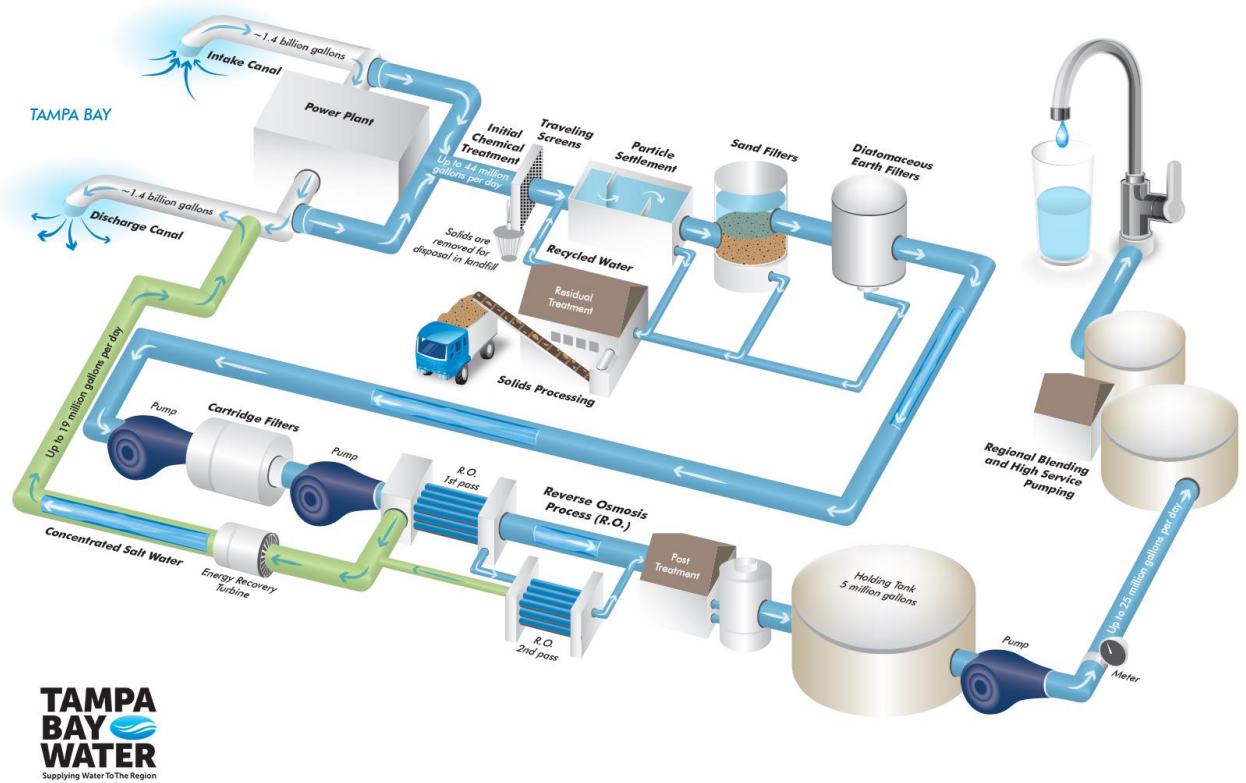 ~1.4 billion gallons
Intake Canal
TAMPA BAY
Power Plant
~1.4 billion gallons
Discharge Canal
Up to 44 million
gallons per day
Initial
Chemical
Treatment
Traveling
Screens
Particle
Settlement
Sand Filters
Diatomaceous
Earth Filters
Solids are
removed for
disposal in landfill
Recycled Water
Residual
Treatment
Solids Processing
Up to 19 million gallons per day
Pump
Cartridge Filters
Pump
R.O.
1st pass
Reverse Osmosis
Process (R.O.)
Concentrated Salt Water
Energy Recovery
Turbine
R.O.
2nd pass
Post
Treatment
Holding Tank
5 million gallons
Pump
Meter
Up to 25 million gallons per day
Regional Blending
and High Service
Pumping
TAMPA
BAY
WATER
Supplying Water To The Region